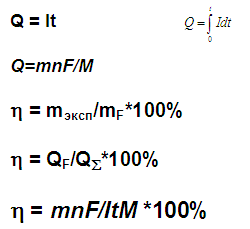 Q = It
Q=∫₀ᵗ Idt
Q=mnF/M
η = mэксп/mF*100%
η = QF/QΣ*100%
η = mnF/ItM *100%